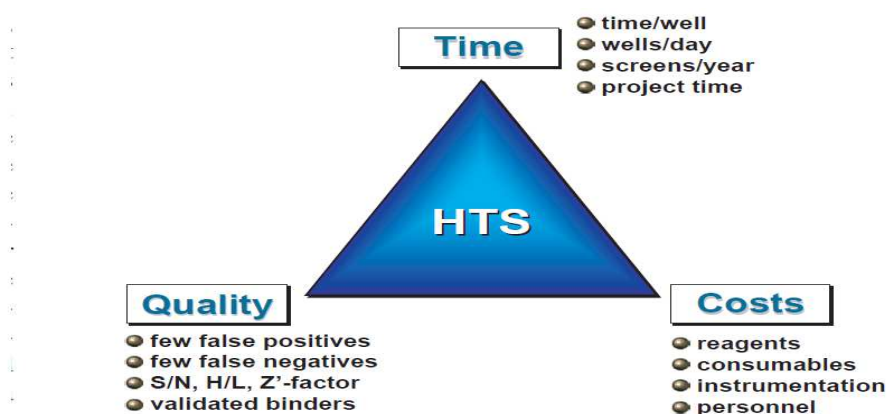 Time
time/well
wells/day
screens/year
project time
HTS
Quality
few false positives
few false negatives
S/N, H/L, Z’-factor
validated binders
Costs
reagents
consumables
instrumentation
personnel